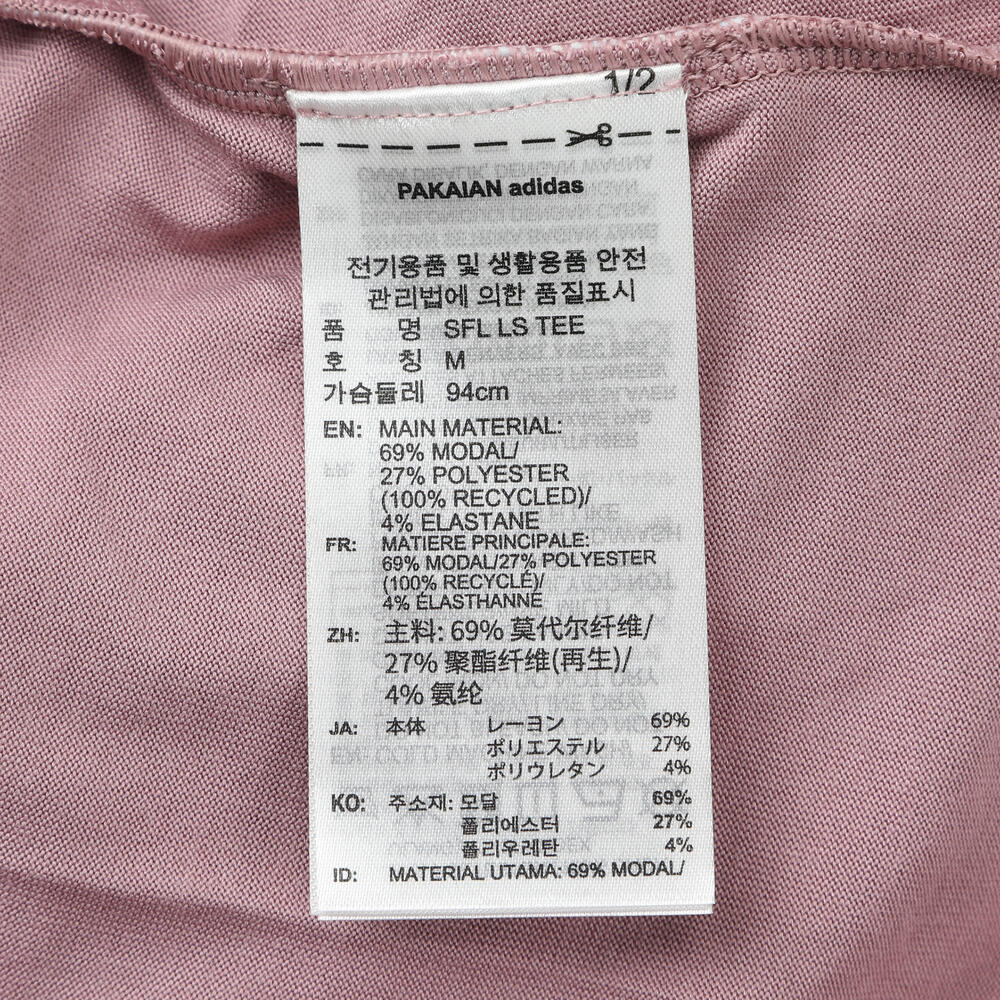 1/2
PAKAIAN adidas
전기용품 및 생활용품 안전
관리법에 의한 품질표시
품 명 SFL LS TEE
호 칭 M
가슴둘레 94cm
EN: MAIN MATERIAL:
69% MODAL/
27% POLYESTER
(100% RECYCLED)/
4% ELASTANE
FR: MATIERE PRINCIPALE:
69% MODAL/27% POLYESTER
(100% RECYCLÉ)/
4% ÉLASTHANNE
ZH: 主料: 69% 莫代尔纤维/
27% 聚酯纤维(再生)/
4% 氨纶
JA: 本体 レーヨン 69%
ポリエステル 27%
ポリウレタン 4%
KO: 주소재: 모달 69%
폴리에스터 27%
폴리우레탄 4%
ID: MATERIAL UTAMA: 69% MODAL/